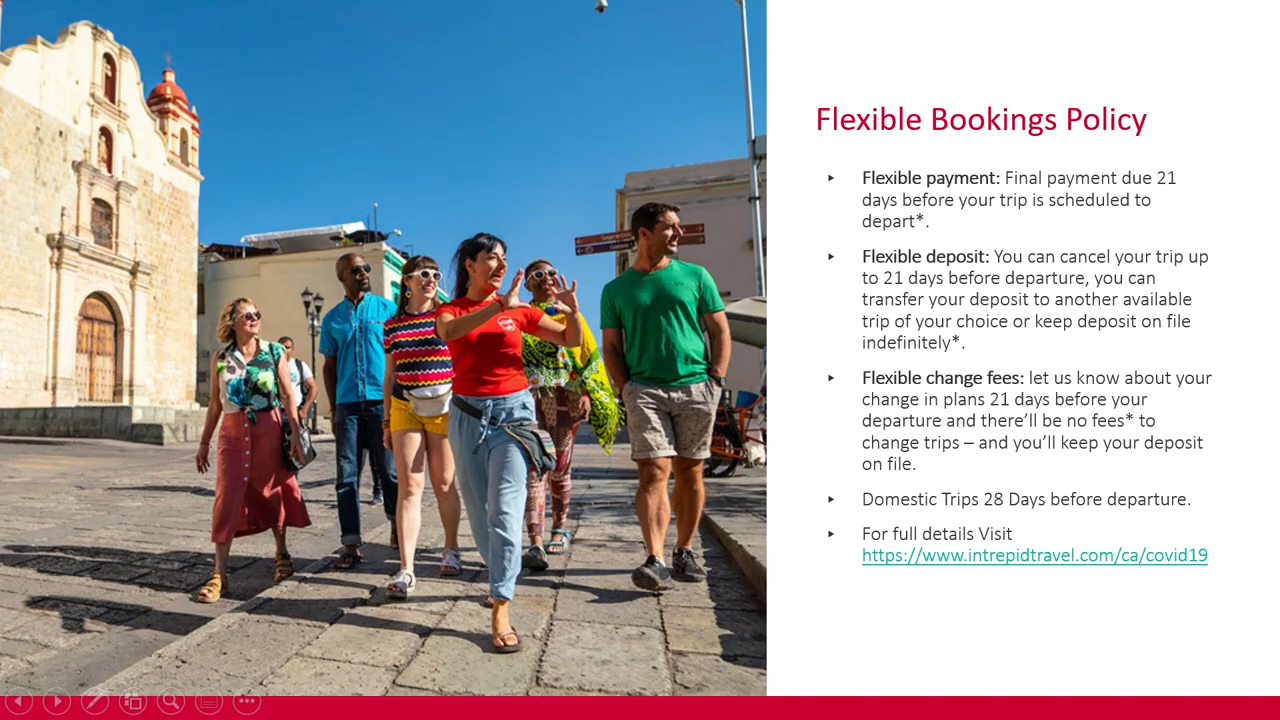 Flexible Bookings Policy
‣ Flexible payment: Final payment due 21
days before your trip is scheduled to
depart*.
‣ Flexible deposit: You can cancel your trip up
to 21 days before departure, you can
transfer your deposit to another available
trip of your choice or keep deposit on file
indefinitely*.
‣ Flexible change fees: let us know about your
change in plans 21 days before your
departure and there’ll be no fees* to
change trips – and you’ll keep your deposit
on file.
‣ Domestic Trips 28 Days before departure.
‣ For full details Visit
https://www.intrepidtravel.com/ca/covid19